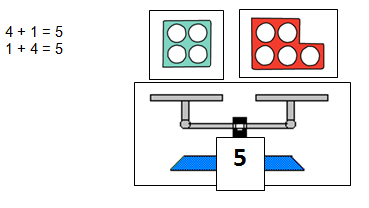 4 + 1 = 5
1 + 4 = 5
5